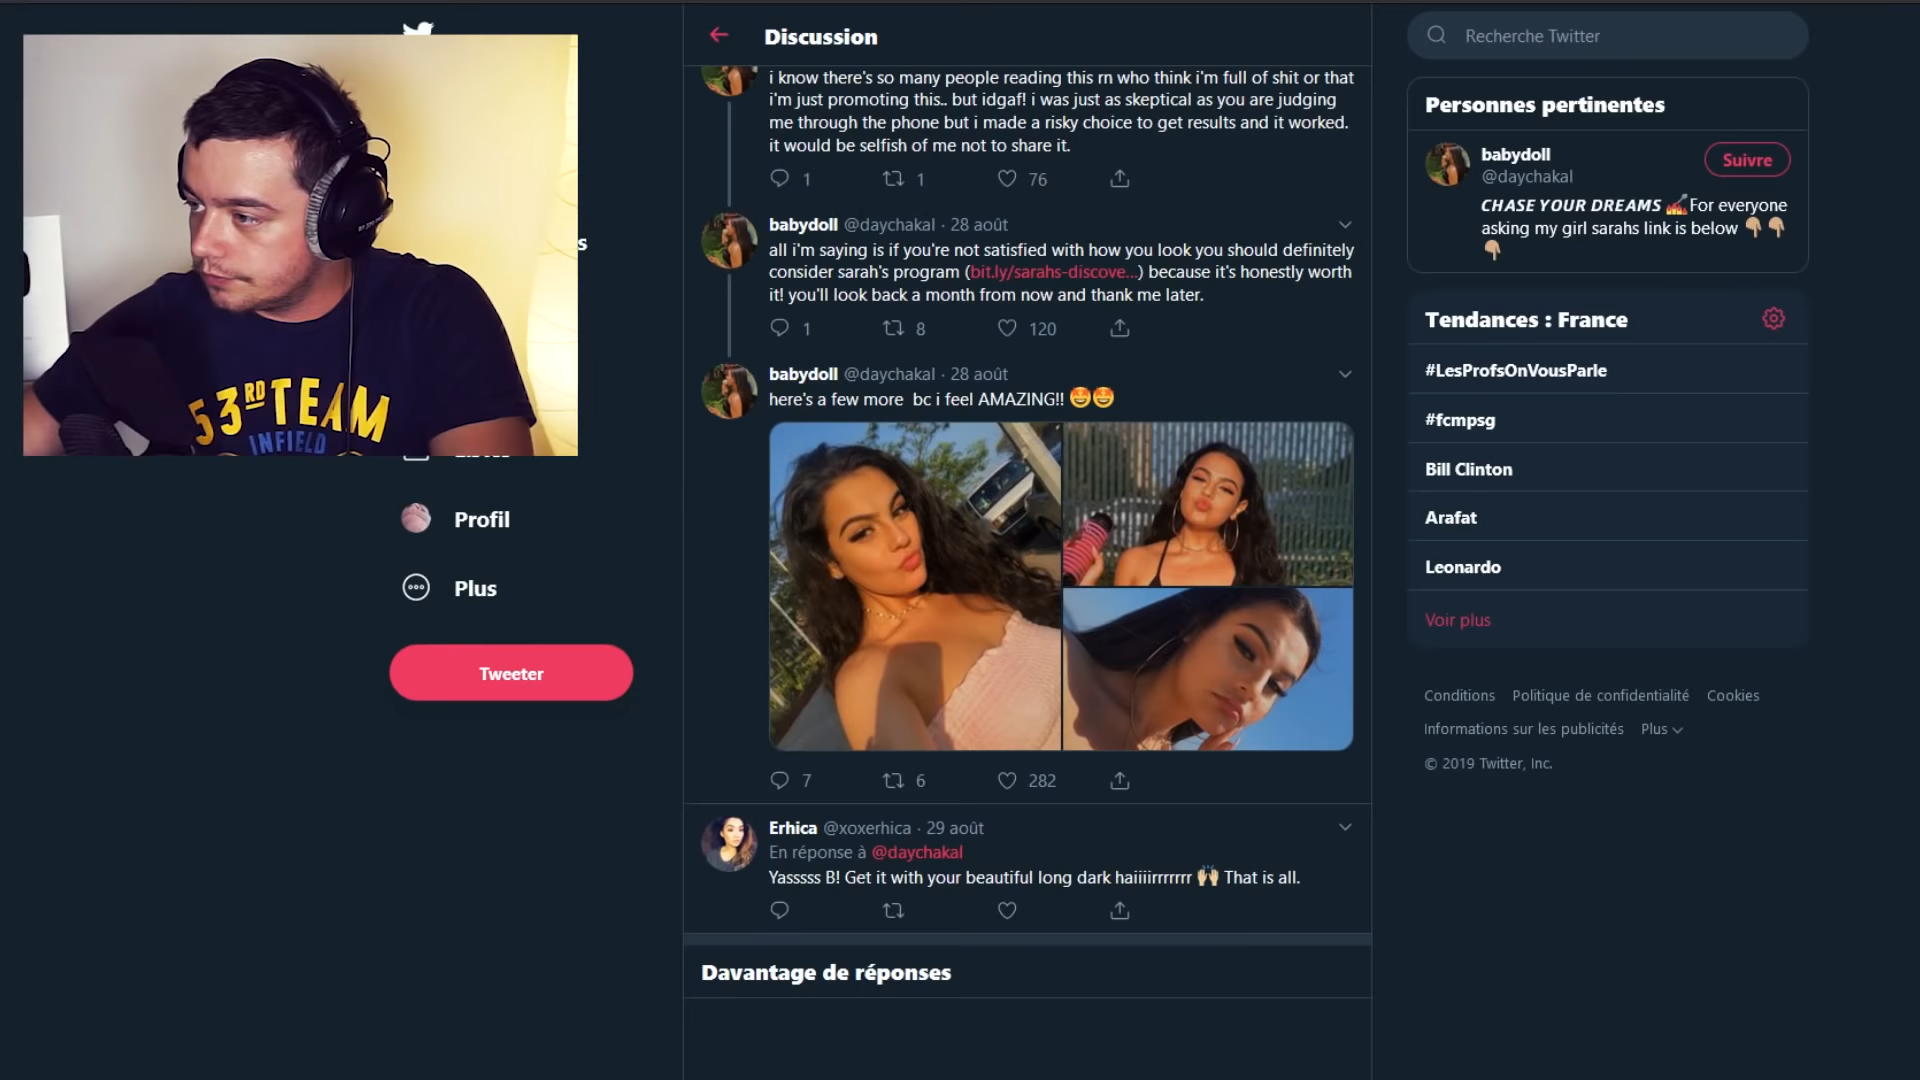 Discussion
i know there's so many people reading this rn who think i'm full of shit or that
i'm just promoting this.. but idgaf! i was just as skeptical as you are judging
me through the phone but i made a risky choice to get results and it worked.
it would be selfish of me not to share it.
1 1 76
babydoll @daychakal · 28 août
all i'm saying is if you're not satisfied with how you look you should definitely
consider sarah's program (bit.ly/sarahs-discove...) because it's honestly worth
it! you'll look back a month from now and thank me later.
1 8 120
babydoll @daychakal · 28 août
here's a few more bc i feel AMAZING!! 🤩🤩
7 6 282
Erhica @xoxerhica · 29 août
En réponse à @daychakal
Yasssss B! Get it with your beautiful long dark haiiiirrrrrrr 🙌🏼 That is all.
Davantage de réponses
53RD TEAM
INFIELD
s
Profil
Plus
Tweeter
Recherche Twitter
Personnes pertinentes
babydoll
@daychakal
Suivre
CHASE YOUR DREAMS 💅🏽For everyone
asking my girl sarahs link is below 👇🏽👇🏽
👇🏽
Tendances : France
#LesProfsOnVousParle
#fcmpsg
Bill Clinton
Arafat
Leonardo
Voir plus
Conditions Politique de confidentialité Cookies
Informations sur les publicités Plus
© 2019 Twitter, Inc.